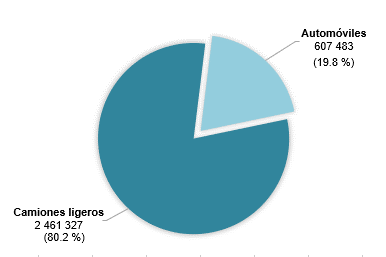 Automóviles
607 483
(19.8 %)
Camiones ligeros
2 461 327
(80.2 %)